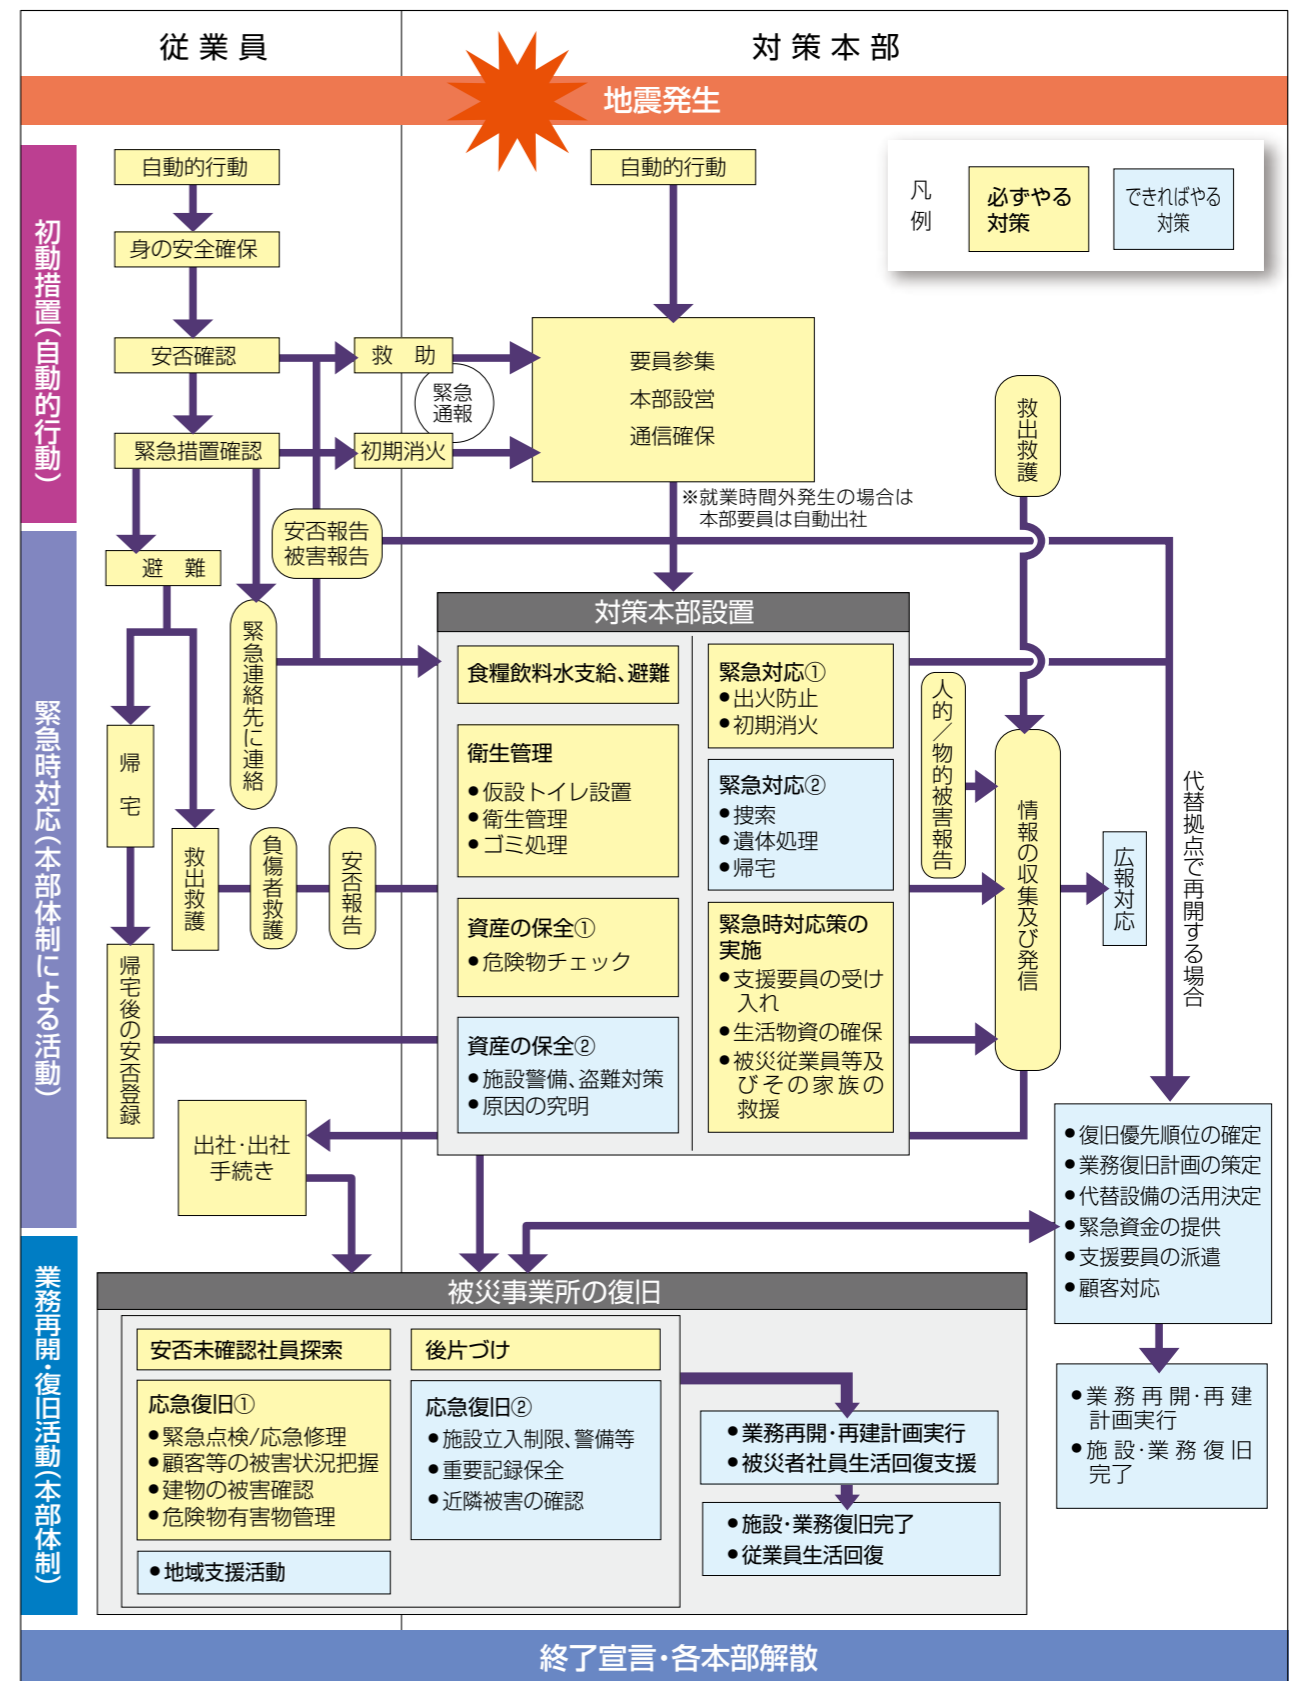 従業員
対策本部
地震発生
初動措置(自動的行動)
自動的行動
身の安全確保
安否確認
緊急措置確認
救　助
緊急
通報
初期消火
自動的行動
要員参集
本部設営
通信確保
※就業時間外発生の場合は
本部要員は自動出社
凡
例
必ずやる
対策
できればやる
対策
救出救護
緊急時対応(本部体制による活動)
安否報告
被害報告
避　難
緊急連絡先に連絡
帰　宅
救出救護
負傷者救護
安否報告
帰宅後の安否登録
出社･出社
手続き
対策本部設置
食糧飲料水支給､避難
衛生管理
●仮設トイレ設置
●衛生管理
●ゴミ処理
資産の保全①
●危険物チェック
資産の保全②
●施設警備､盗難対策
●原因の究明
緊急対応①
●出火防止
●初期消火
緊急対応②
●捜索
●遺体処理
●帰宅
緊急時対応策の
実施
●支援要員の受け
入れ
●生活物資の確保
●被災従業員等及
びその家族の
救援
人的／物的被害報告
情報の収集及び発信
広報対応
代替拠点で再開する場合
●復旧優先順位の確定
●業務復旧計画の策定
●代替設備の活用決定
●緊急資金の提供
●支援要員の派遣
●顧客対応
●業務再開･再建
計画実行
●施設･業務復旧
完了
業務再開･復旧活動(本部体制)
被災事業所の復旧
安否未確認社員探索
応急復旧①
●緊急点検/応急修理
●顧客等の被害状況把握
●建物の被害確認
●危険物有害物管理
●地域支援活動
後片づけ
応急復旧②
●施設立入制限､警備等
●重要記録保全
●近隣被害の確認
●業務再開･再建計画実行
●被災者社員生活回復支援
●施設･業務復旧完了
●従業員生活回復
終了宣言･各本部解散